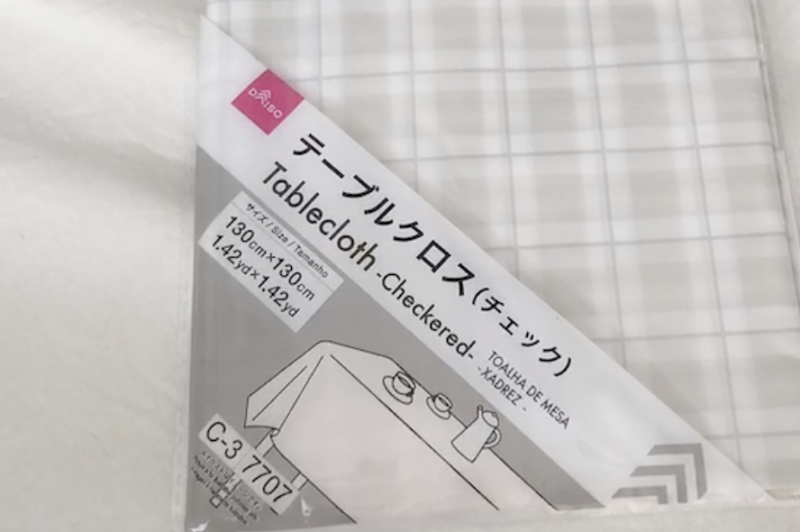 DAISO
テーブルクロス(チェック)
Tablecloth -Checkered-
TOALHA DE MESA
- XADREZ -
サイズ / Size / Tamanho
130cm×130cm
1.42yd×1.42yd
C-3 7707